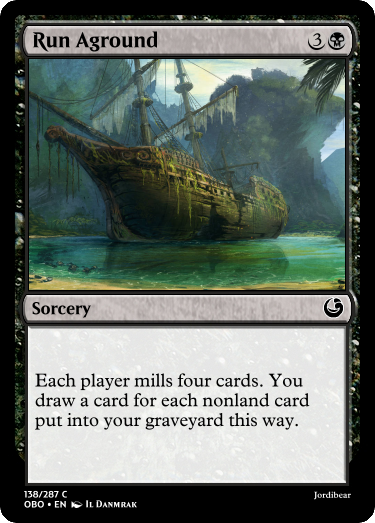 Run Aground 3
Sorcery
Each player mills four cards. You
draw a card for each nonland card
put into your graveyard this way.
138/287 C
OBO • EN Il Danmrak
Jordibear